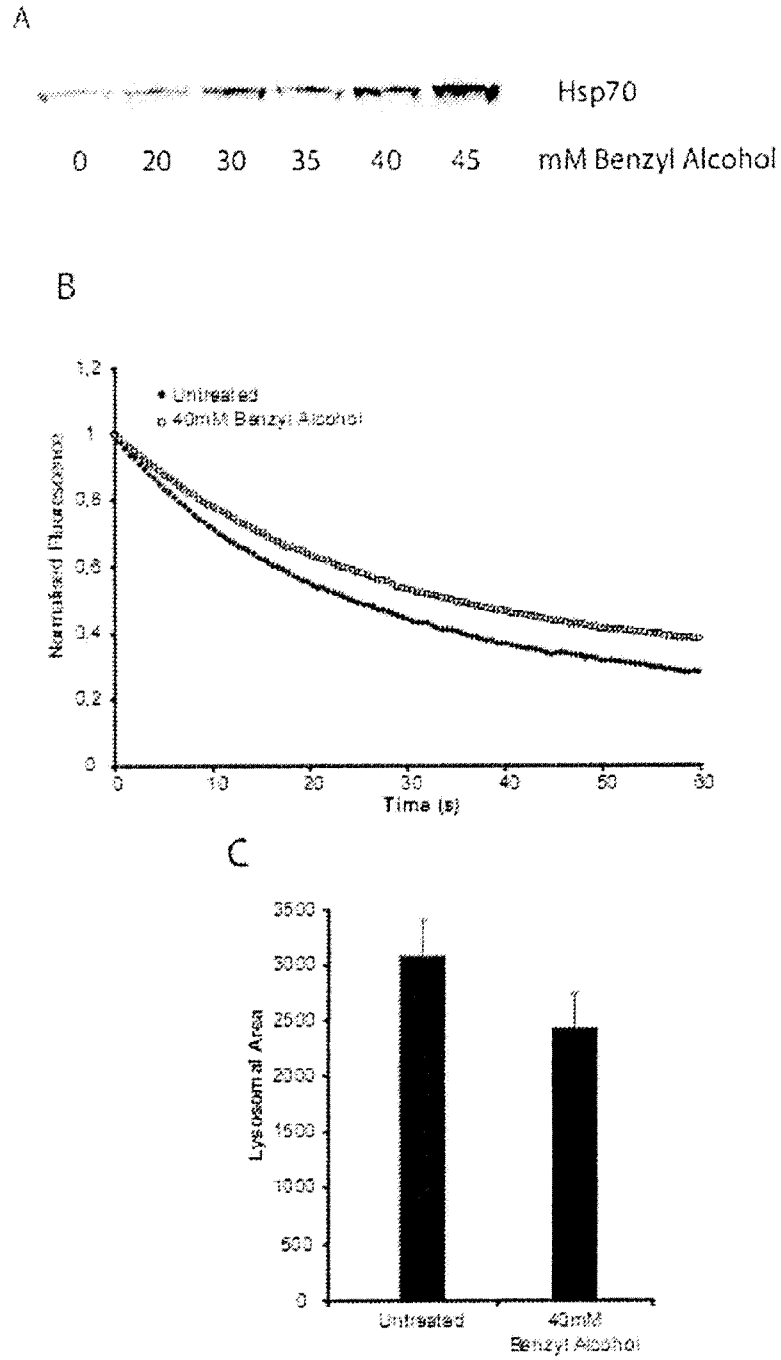 A
Hsp70
0 20 30 35 40 45 mM Benzyl Alcohol
B
1,2
Untreated
40mM Benzyl Alcohol
1
0,8
0,6
0,4
0,2
0
Normalised Fluorescence
0 10 20 30 40 50 60
Time (s)
C
3500
3000
2500
2000
1500
1000
500
0
Lysosomal Area
Untreated 40mM
Benzyl Alcohol